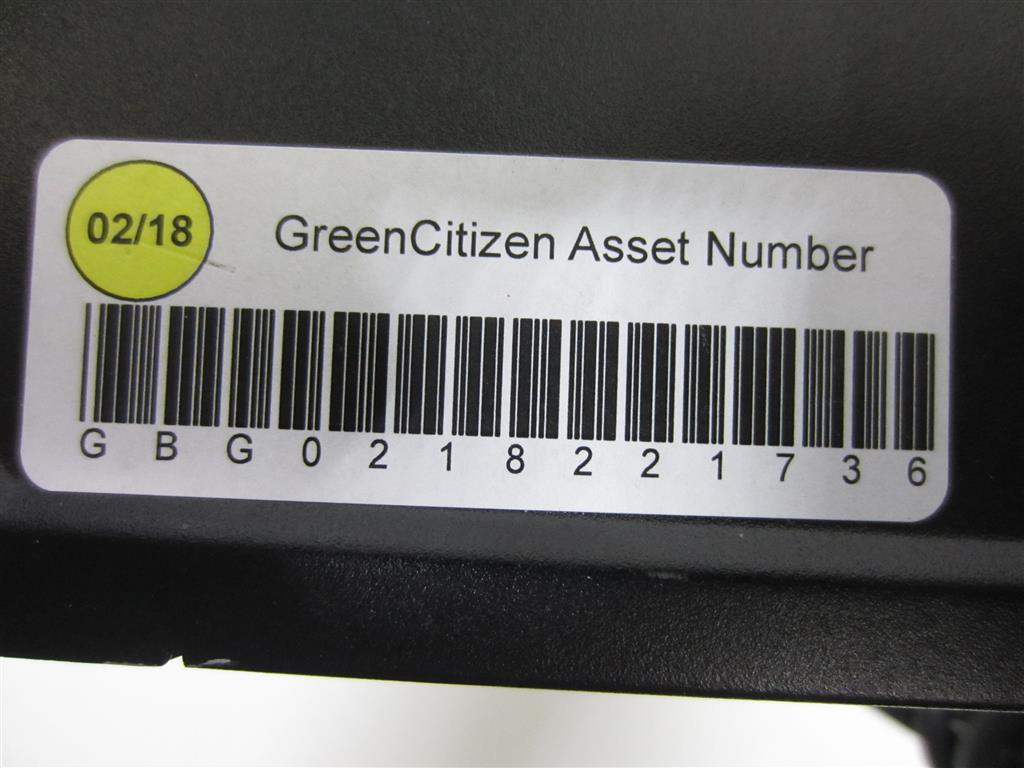 02/18
GreenCitizen Asset Number
G B G 0 2 1 8 2 2 1 7 3 6